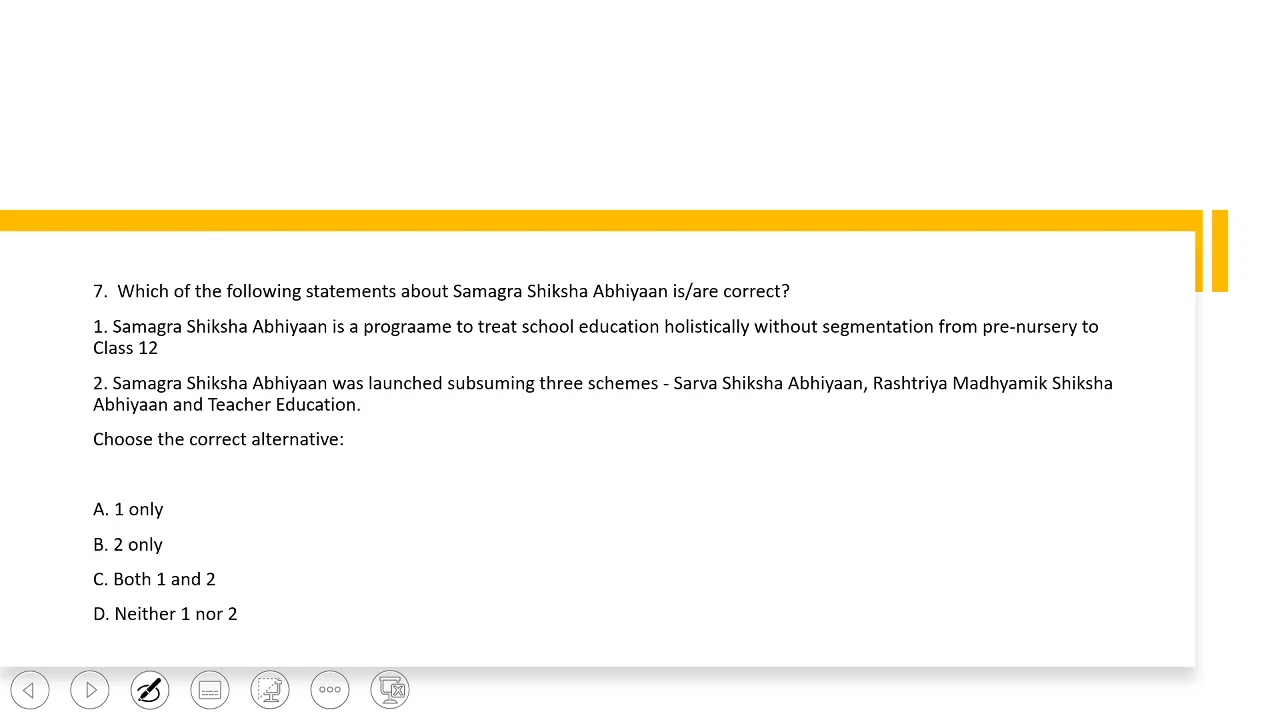 7.  Which of the following statements about Samagra Shiksha Abhiyaan is/are correct?
1. Samagra Shiksha Abhiyaan is a prograame to treat school education holistically without segmentation from pre-nursery to
Class 12
2. Samagra Shiksha Abhiyaan was launched subsuming three schemes - Sarva Shiksha Abhiyaan, Rashtriya Madhyamik Shiksha
Abhiyaan and Teacher Education.
Choose the correct alternative:
A. 1 only
B. 2 only
C. Both 1 and 2
D. Neither 1 nor 2